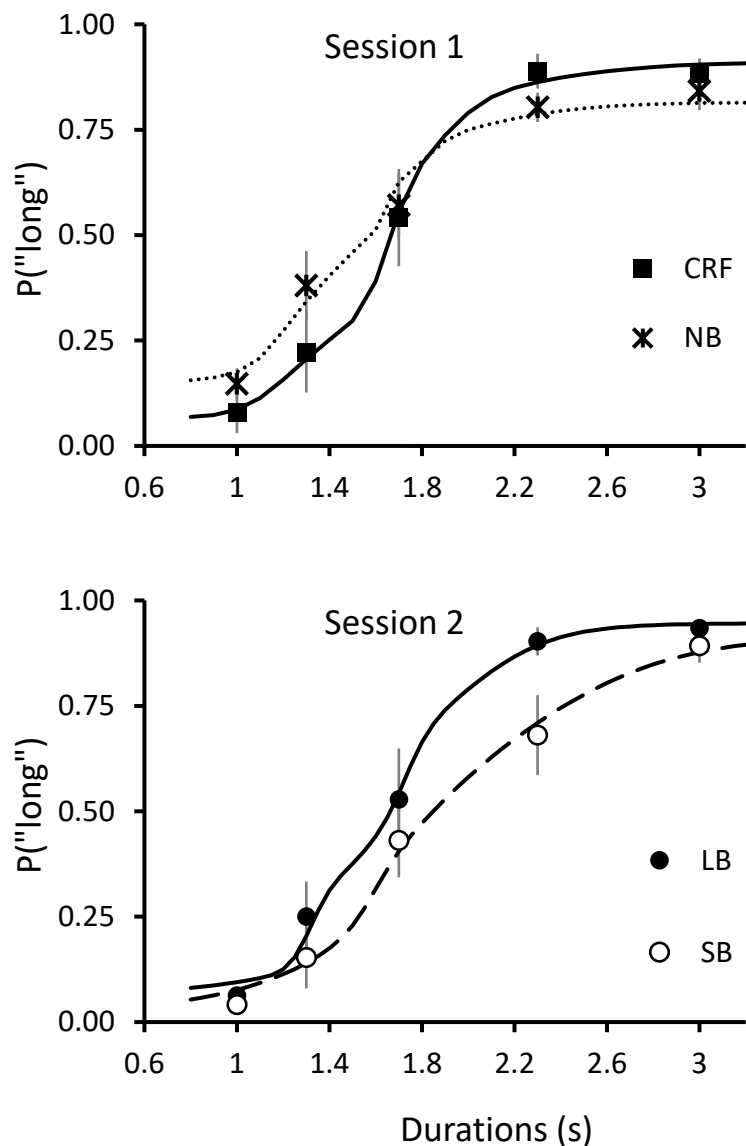 Session 1
P("long")
1.00
0.75
0.50
0.25
0.00
0.6 1 1.4 1.8 2.2 2.6 3
CRF
NB
Session 2
P("long")
1.00
0.75
0.50
0.25
0.00
0.6 1 1.4 1.8 2.2 2.6 3
LB
SB
Durations (s)